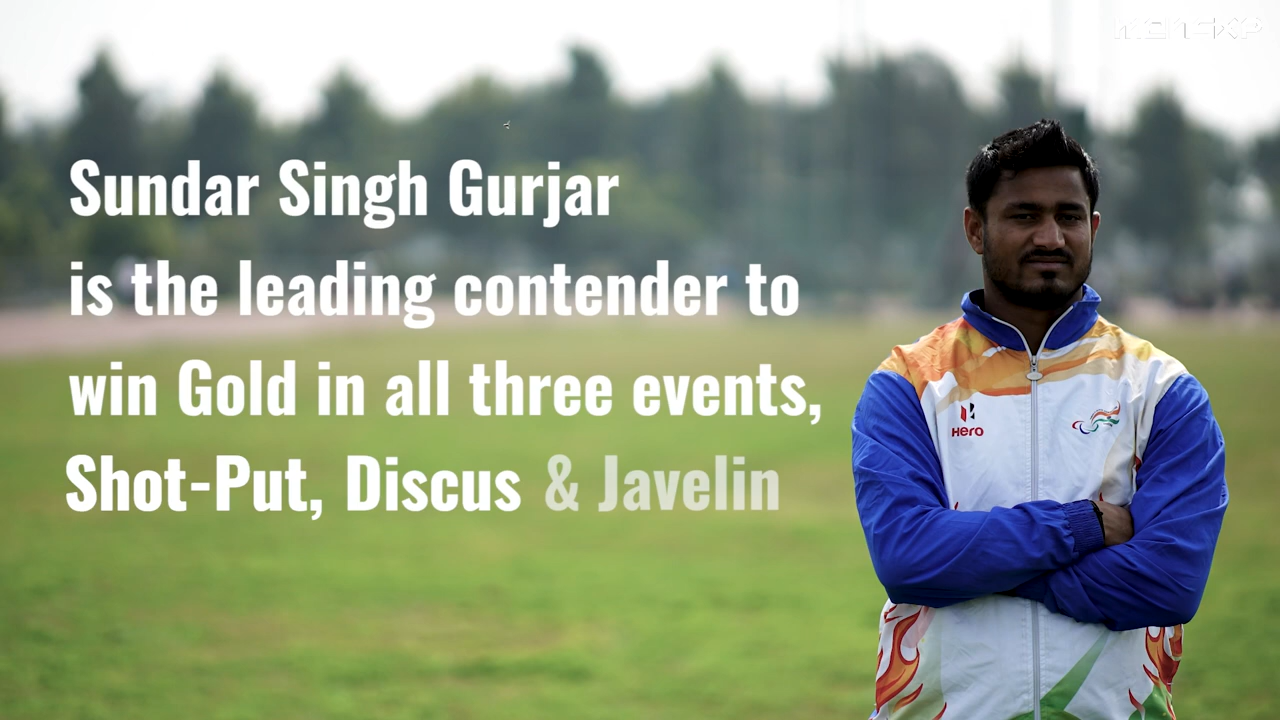 MENSXP
Sundar Singh Gurjar
is the leading contender to
win Gold in all three events,
Shot-Put, Discus & Javelin
Hero